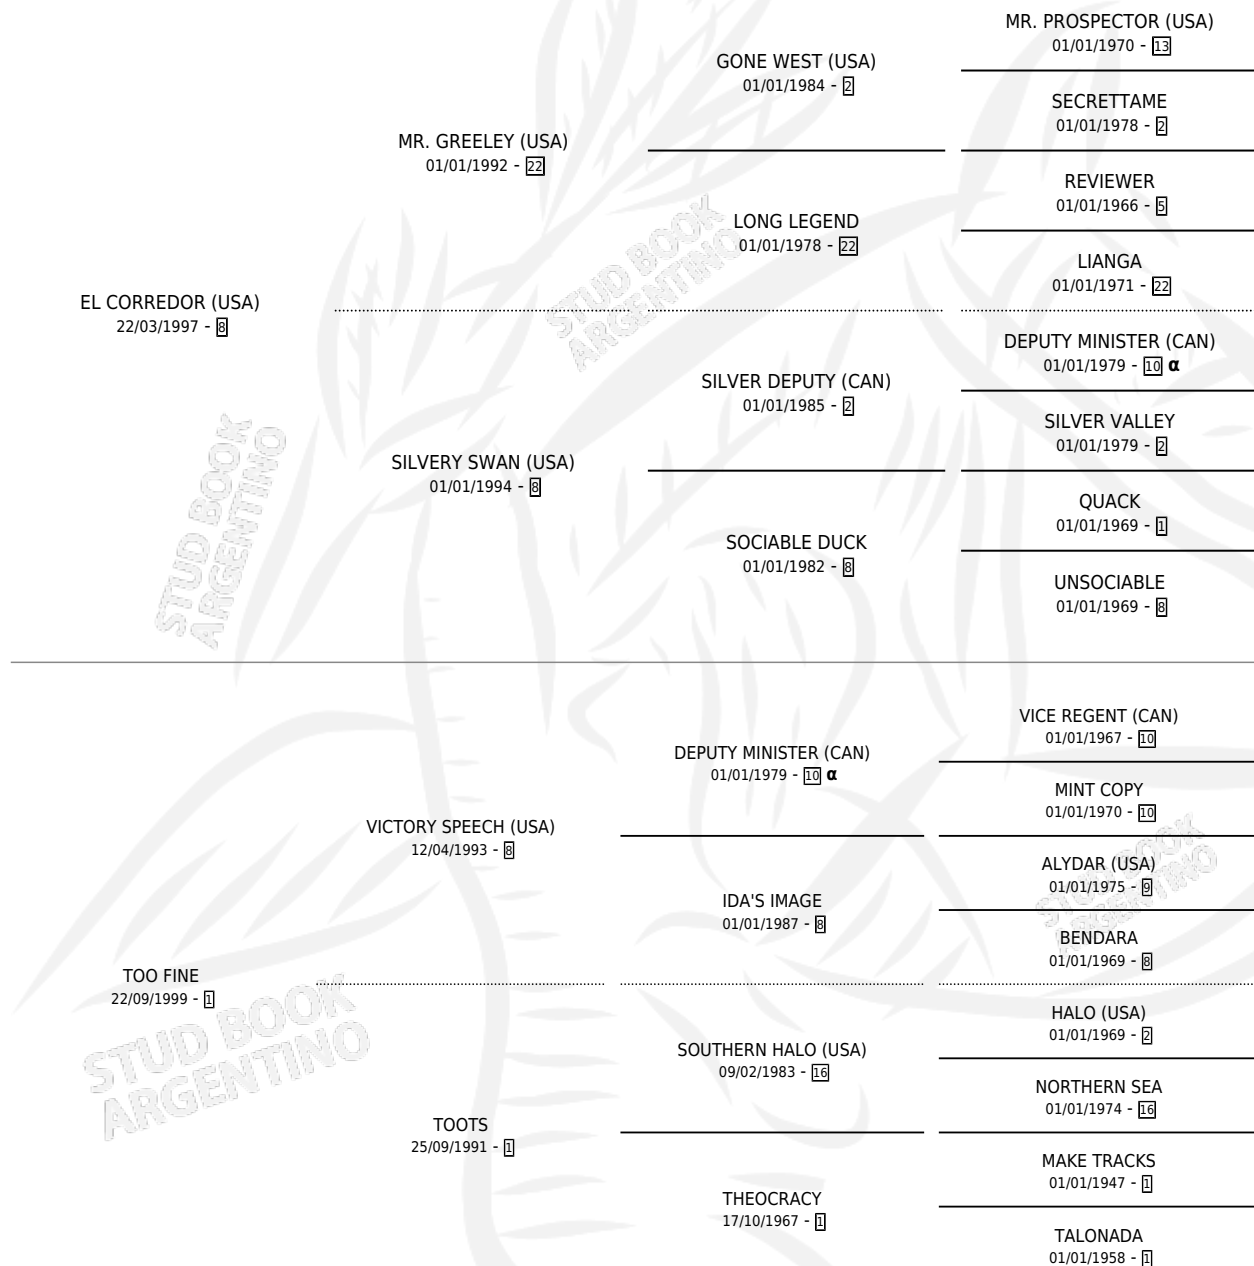 MR. PROSPECTOR (USA)
01/01/1970 - 13
GONE WEST (USA)
01/01/1984 - 2
SECRETTAME
01/01/1978 - 2
MR. GREELEY (USA)
01/01/1992 - 22
REVIEWER
01/01/1966 - 5
LONG LEGEND
01/01/1978 - 22
LIANGA
01/01/1971 - 22
EL CORREDOR (USA)
22/03/1997 - 8
DEPUTY MINISTER (CAN)
01/01/1979 - 10 α
SILVER DEPUTY (CAN)
01/01/1985 - 2
SILVER VALLEY
01/01/1979 - 2
SILVERY SWAN (USA)
01/01/1994 - 8
QUACK
01/01/1969 - 1
SOCIABLE DUCK
01/01/1982 - 8
UNSOCIABLE
01/01/1969 - 8
VICE REGENT (CAN)
01/01/1967 - 10
DEPUTY MINISTER (CAN)
01/01/1979 - 10 α
MINT COPY
01/01/1970 - 10
VICTORY SPEECH (USA)
12/04/1993 - 8
ALYDAR (USA)
01/01/1975 - 9
IDA'S IMAGE
01/01/1987 - 8
BENDARA
01/01/1969 - 8
TOO FINE
22/09/1999 - 1
HALO (USA)
01/01/1969 - 2
SOUTHERN HALO (USA)
09/02/1983 - 16
NORTHERN SEA
01/01/1974 - 16
TOOTS
25/09/1991 - 1
MAKE TRACKS
01/01/1947 - 1
THEOCRACY
17/10/1967 - 1
TALONADA
01/01/1958 - 1
STUD BOOK
ARGENTINO
STUD BOOK
ARGENTINO
STUD BOOK
ARGENTINO
STUD BOOK
ARGENTINO